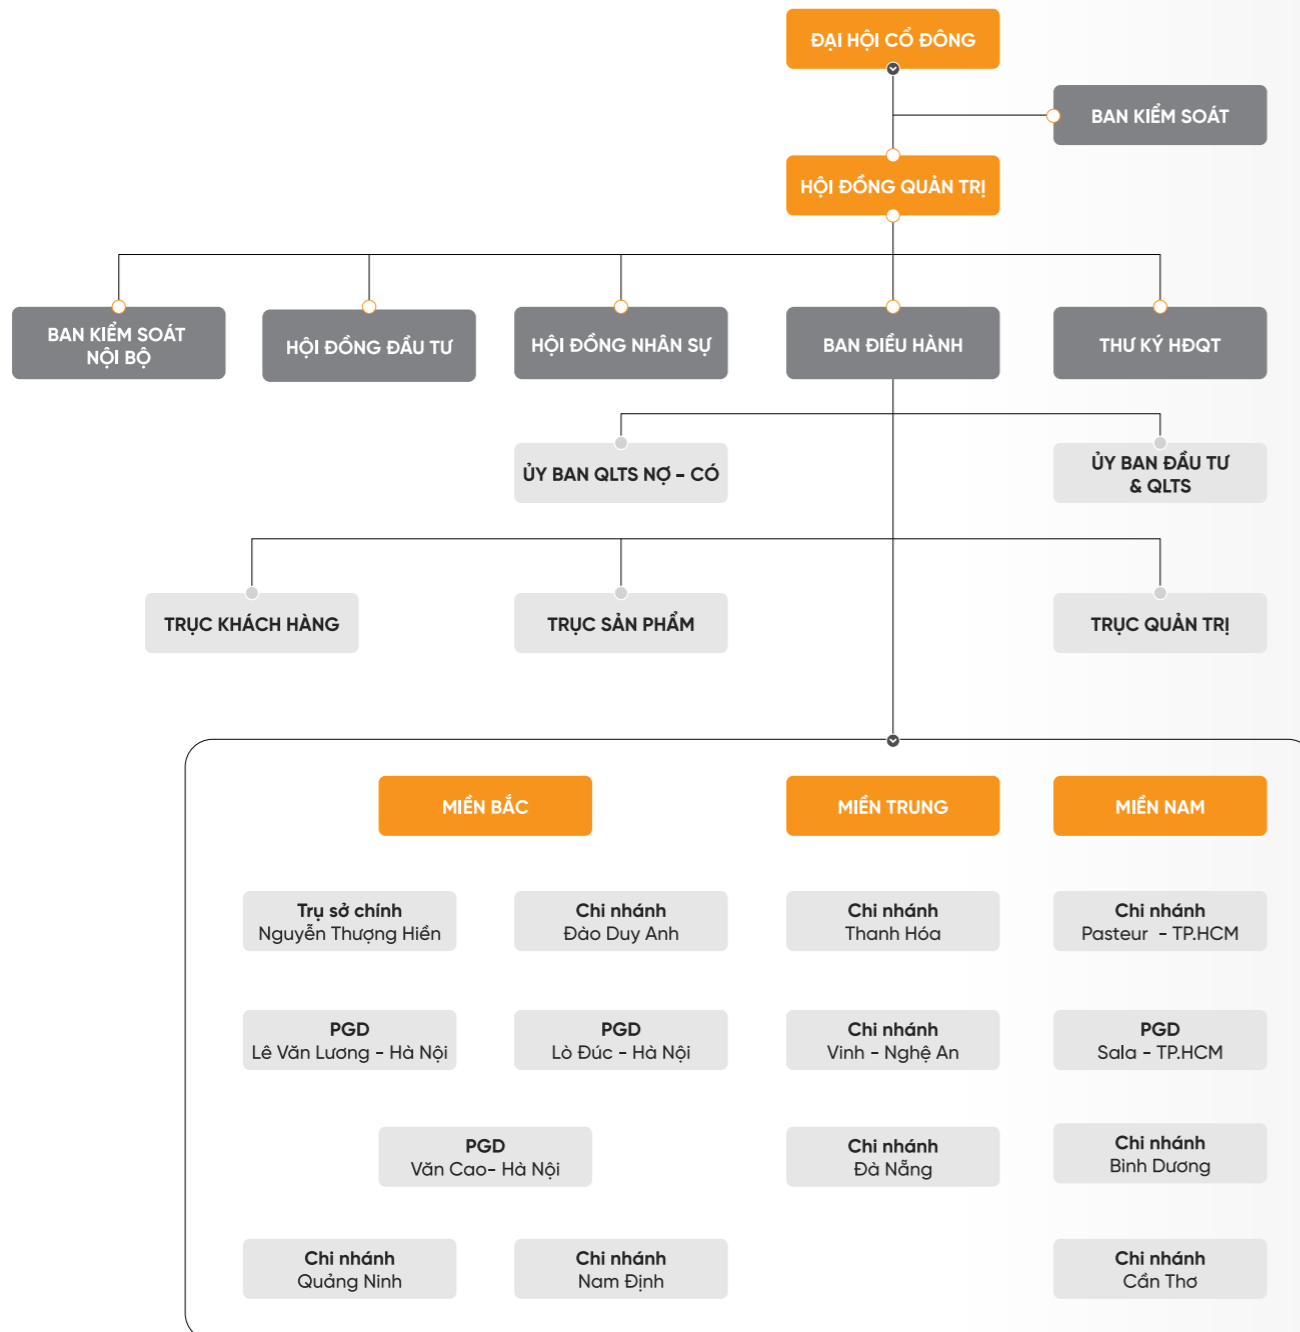 ĐẠI HỘI CỔ ĐÔNG
BAN KIỂM SOÁT
HỘI ĐỒNG QUẢN TRỊ
BAN KIỂM SOÁT
NỘI BỘ
HỘI ĐỒNG ĐẦU TƯ
HỘI ĐỒNG NHÂN SỰ
BAN ĐIỀU HÀNH
THƯ KÝ HĐQT
ỦY BAN QLTS NỢ - CÓ
ỦY BAN ĐẦU TƯ
& QLTS
TRỤC KHÁCH HÀNG
TRỤC SẢN PHẨM
TRỤC QUẢN TRỊ
MIỀN BẮC
MIỀN TRUNG
MIỀN NAM
Trụ sở chính
Nguyễn Thượng Hiền
Chi nhánh
Đào Duy Anh
Chi nhánh
Thanh Hóa
Chi nhánh
Pasteur - TP.HCM
PGD
Lê Văn Lương - Hà Nội
PGD
Lò Đúc - Hà Nội
Chi nhánh
Vinh - Nghệ An
PGD
Sala - TP.HCM
PGD
Văn Cao- Hà Nội
Chi nhánh
Đà Nẵng
Chi nhánh
Bình Dương
Chi nhánh
Quảng Ninh
Chi nhánh
Nam Định
Chi nhánh
Cần Thơ